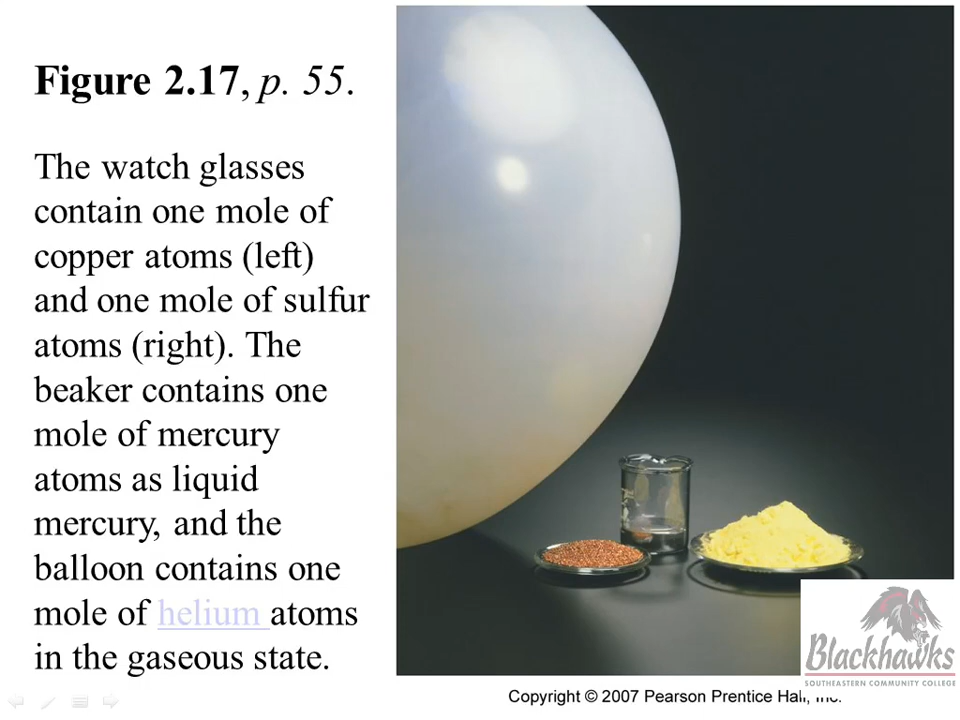 Figure 2.17, p. 55.
The watch glasses
contain one mole of
copper atoms (left)
and one mole of sulfur
atoms (right). The
beaker contains one
mole of mercury
atoms as liquid
mercury, and the
balloon contains one
mole of helium atoms
in the gaseous state.
Blackhawks
SOUTHEASTERN COMMUNITY COLLEGE
Copyright © 2007 Pearson Prentice Hall, Inc.